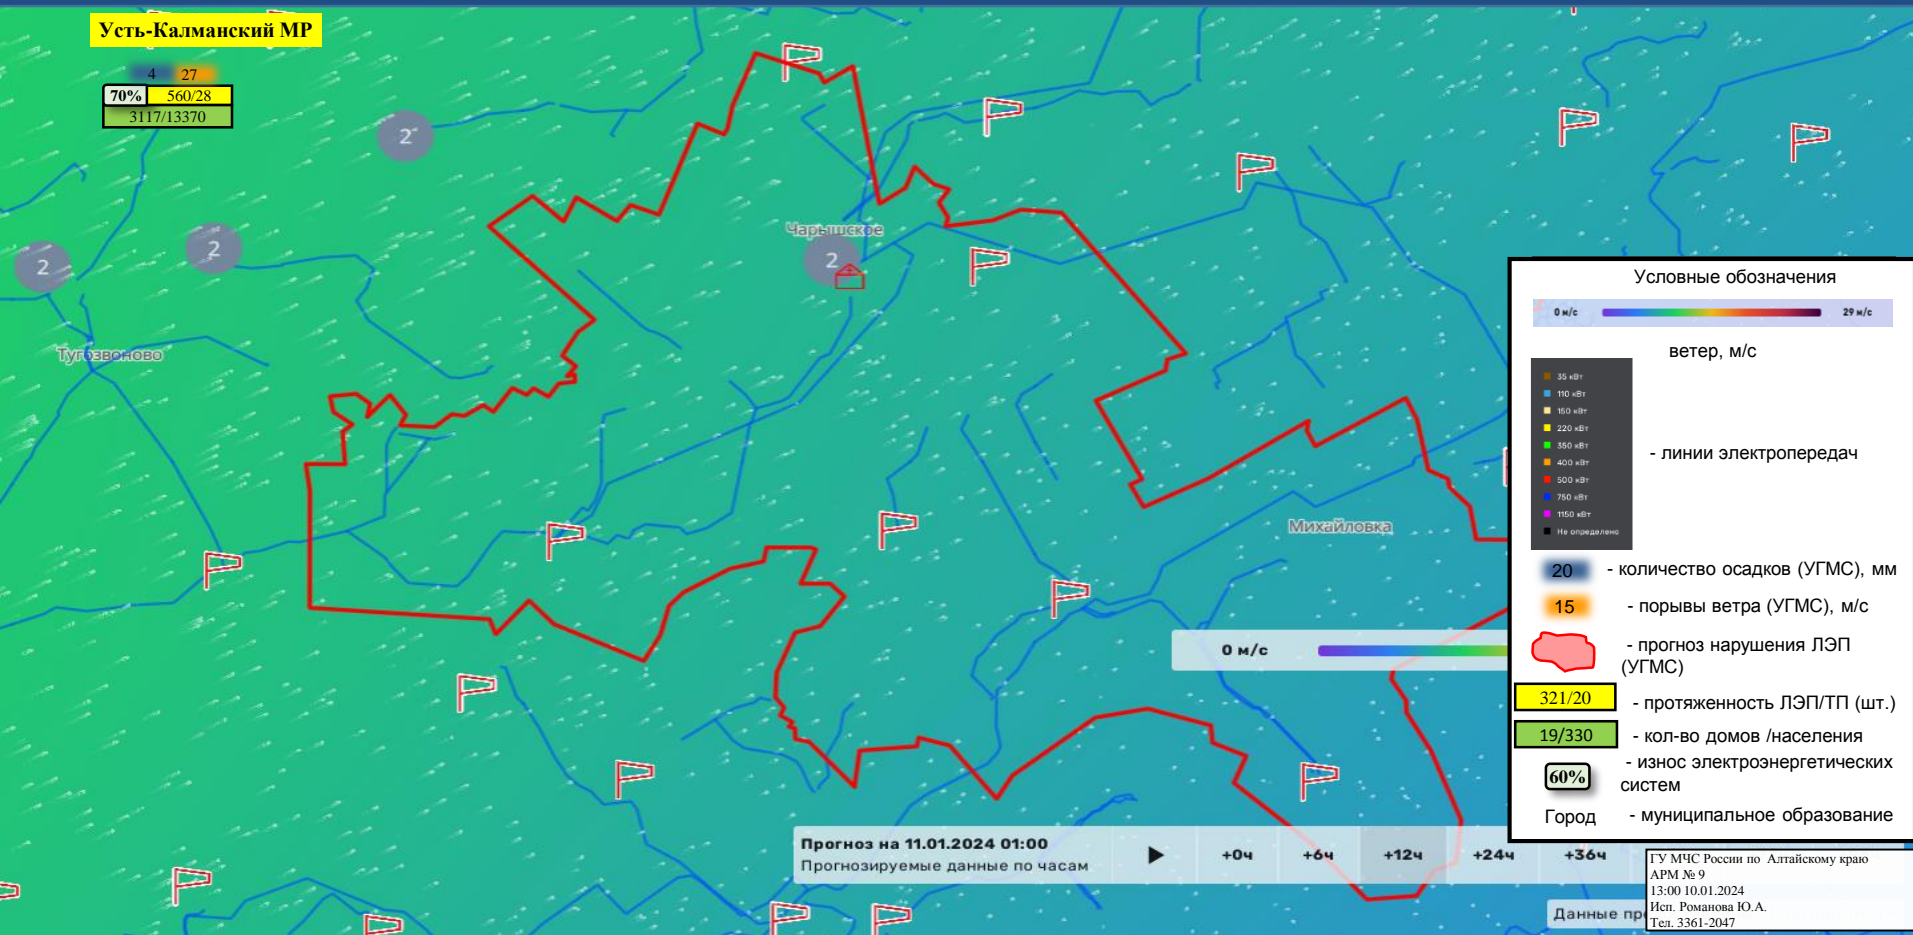 Усть-Калманский МР
4 27
70% 560/28
3117/13370
2
2
2
Чарышское
2
Тугозвоново
Михайловка
0 м/с
Прогноз на 11.01.2024 01:00
Прогнозируемые данные по часам
+0ч +6ч +12ч +24ч +36ч
Данные пр
Условные обозначения
0 м/с 29 м/с
ветер, м/с
35 кВт
110 кВт
150 кВт
220 кВт
350 кВт
400 кВт
500 кВт
750 кВт
1150 кВт
Не определено
- линии электропередач
20 - количество осадков (УГМС), мм
15 - порывы ветра (УГМС), м/с
- прогноз нарушения ЛЭП
(УГМС)
321/20 - протяженность ЛЭП/ТП (шт.)
19/330 - кол-во домов /населения
60% - износ электроэнергетических
систем
Город - муниципальное образование
ГУ МЧС России по Алтайскому краю
АРМ № 9
13:00 10.01.2024
Исп. Романова Ю.А.
Тел. 3361-2047